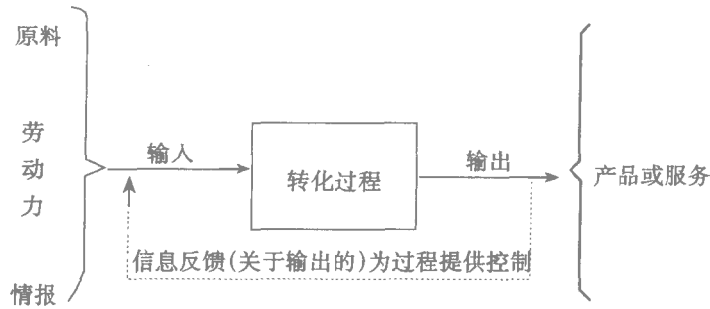 原料
劳
动
力
情报
输入
转化过程
输出
产品或服务
信息反馈(关于输出的)为过程提供控制